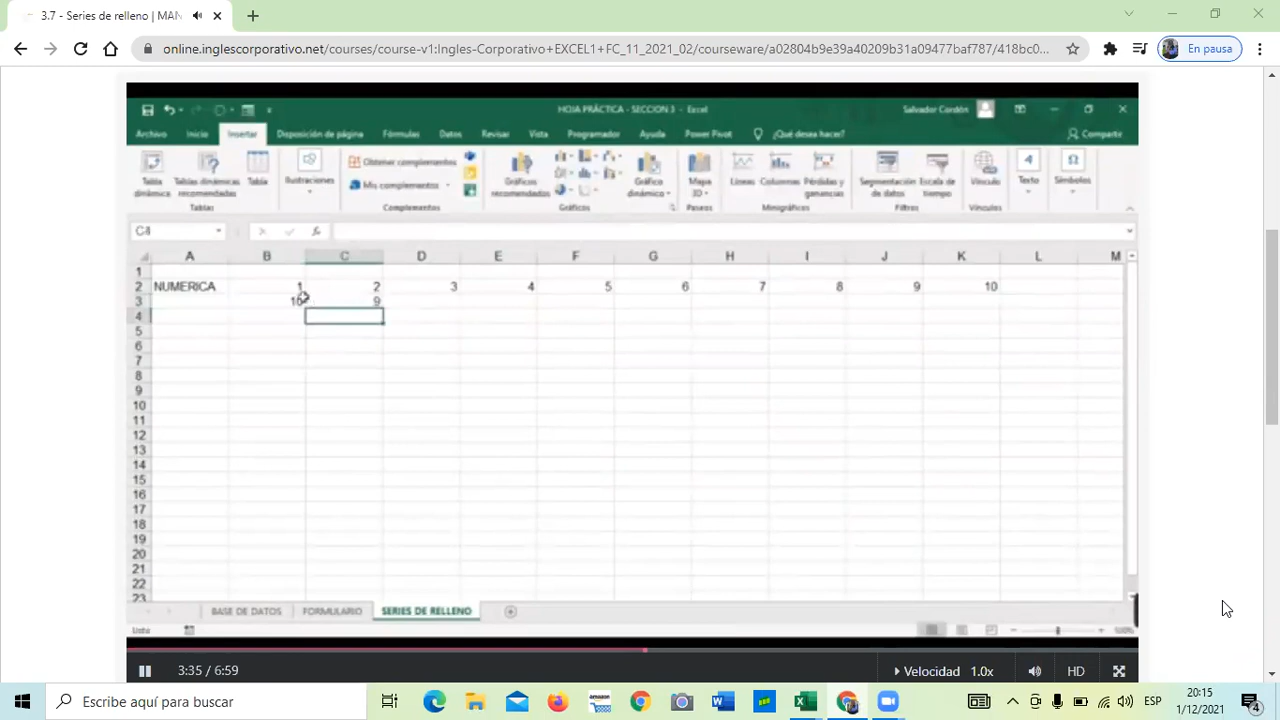 3.7 - Series de relleno | MAN
online.inglescorporativo.net/courses/course-v1:Ingles-Corporativo+EXCEL1+FC_11_2021_02/courseware/a02804b9e39a40209b31a09477baf787/418bc0...
En pausa
HOJA PRÁCTICA - SECCION 3 - Excel
Salvador Cordón
Archivo Inicio Insertar Disposición de página Fórmulas Datos Revisar Vista Programador Ayuda Power Pivot ¿Qué desea hacer? Compartir
Tabla dinámica
Tablas dinámicas recomendadas
Tabla
Ilustraciones
Obtener complementos
Mis complementos
Gráficos recomendados
Gráfico dinámico
Mapa 3D
Líneas Columnas Pérdidas y ganancias
Segmentación de datos
Escala de tiempo
Vínculo
Texto
Símbolos
Tablas Complementos Gráficos Paseos Minigráficos Filtros Vínculos
C4
A B C D E F G H I J K L M
1
2 NUMERICA 1 2 3 4 5 6 7 8 9 10
3 10 9
4
5
6
7
8
9
10
11
12
13
14
15
16
17
18
19
20
21
22
23
BASE DE DATOS FORMULARIO SERIES DE RELLENO
Listo
100%
3:35 / 6:59
Velocidad 1.0x
HD
Escribe aquí para buscar
amazon
ESP
20:15
1/12/2021
4